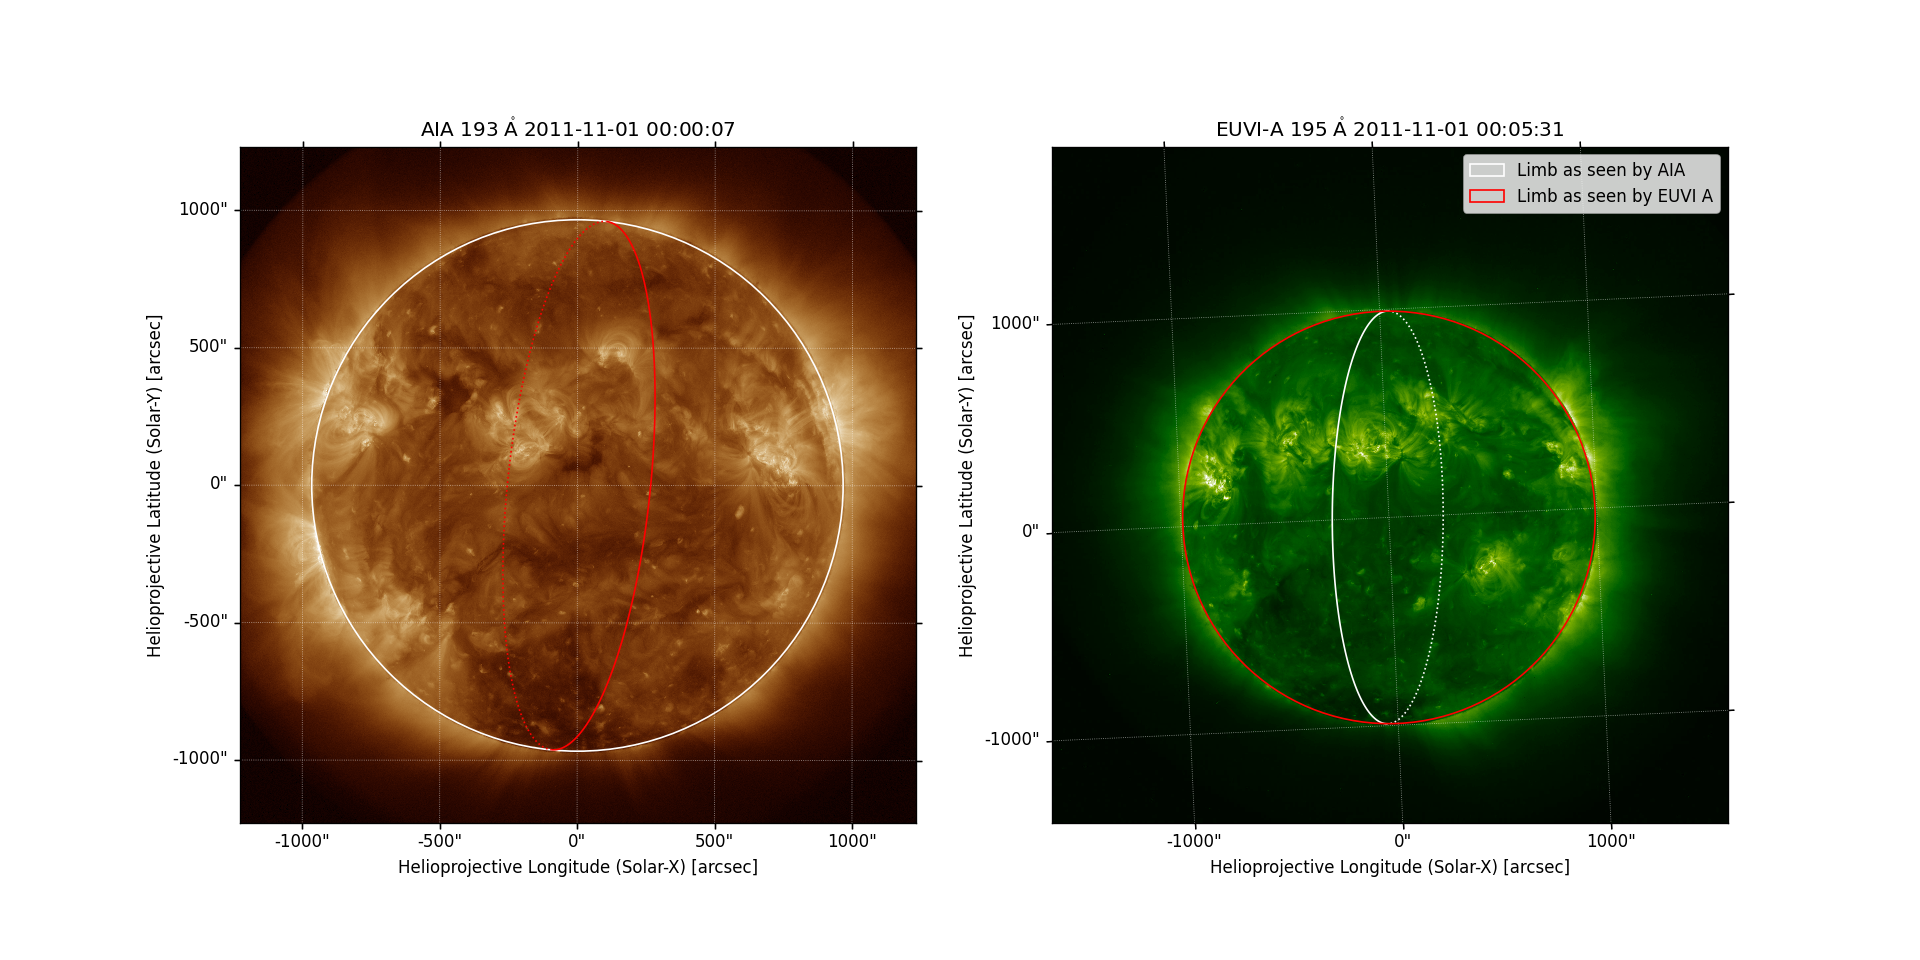 AIA 193 Å 2011-11-01 00:00:07
1000"
500"
0"
-500"
-1000"
Helioprojective Latitude (Solar-Y) [arcsec]
-1000"
-500"
0"
500"
1000"
Helioprojective Longitude (Solar-X) [arcsec]
EUVI-A 195 Å 2011-11-01 00:05:31
Limb as seen by AIA
Limb as seen by EUVI A
1000"
0"
-1000"
Helioprojective Latitude (Solar-Y) [arcsec]
-1000"
0"
1000"
Helioprojective Longitude (Solar-X) [arcsec]